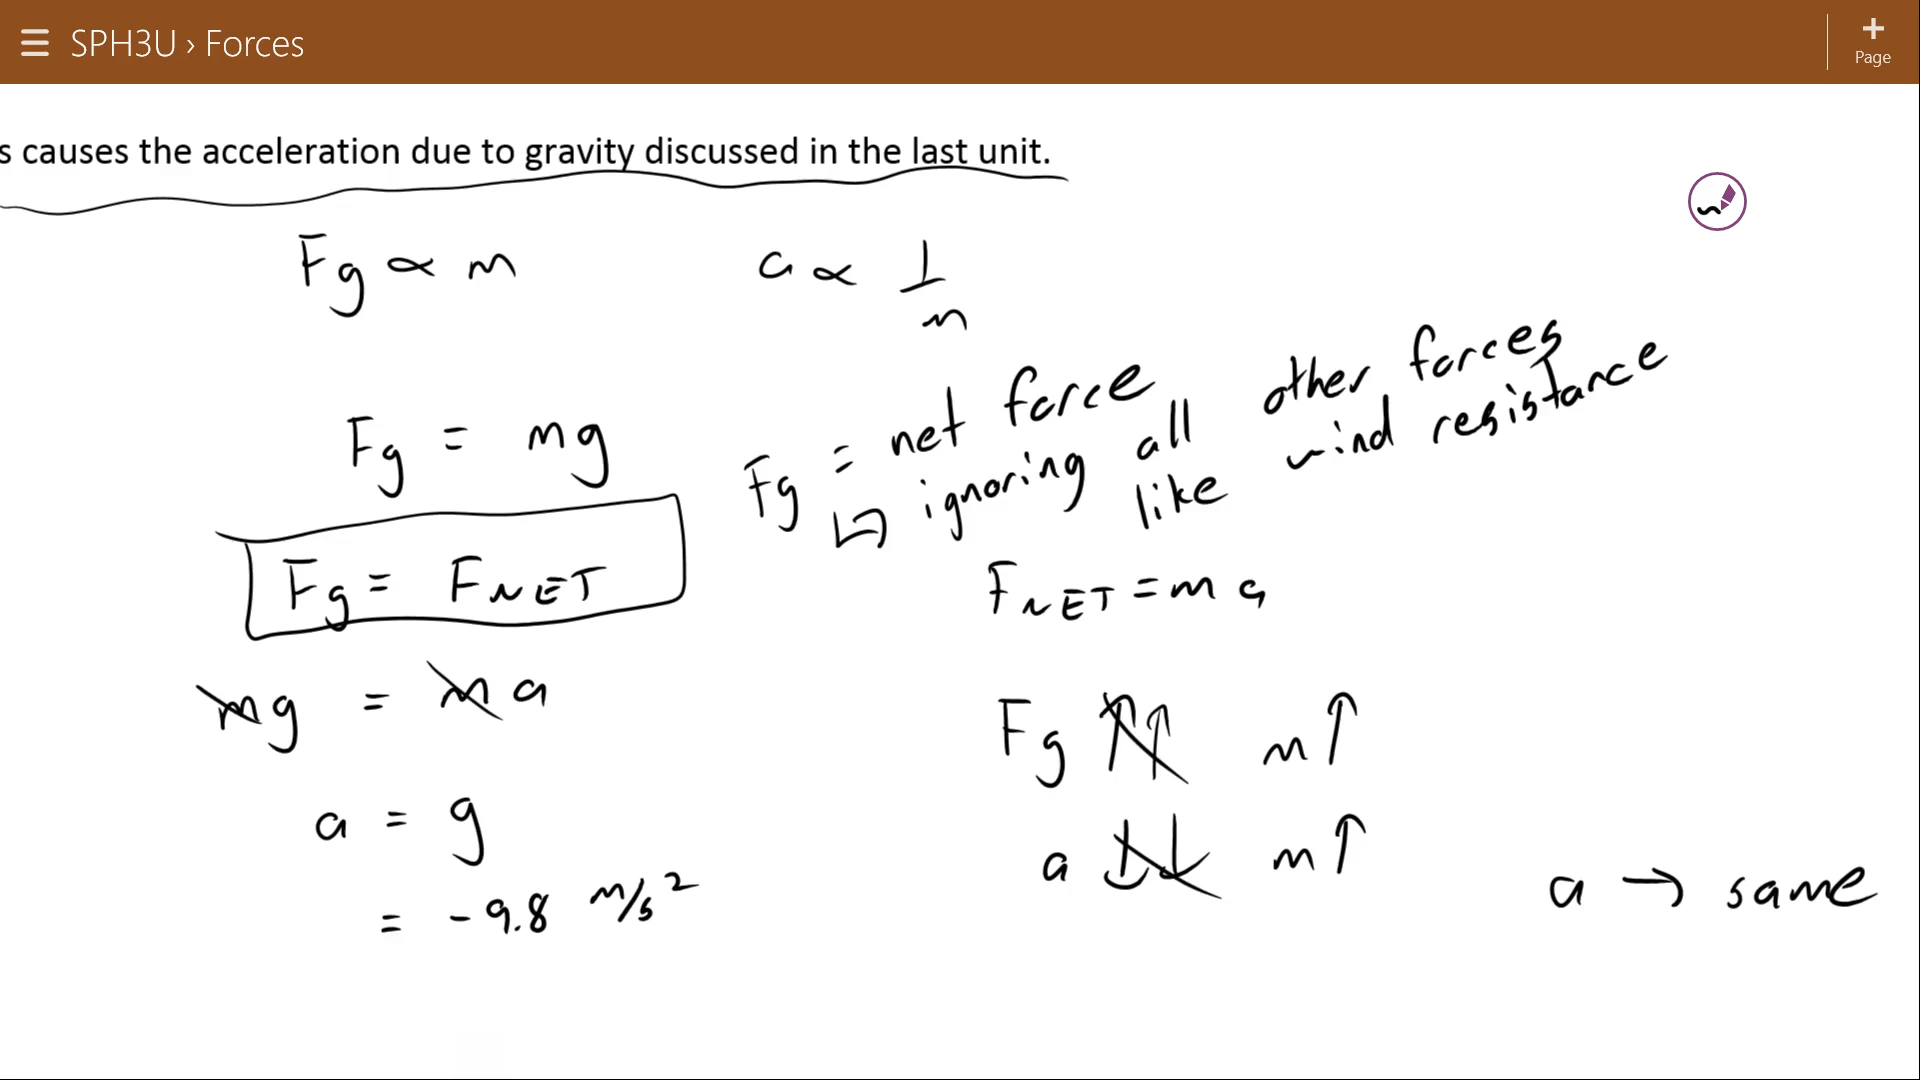 SPH3U › Forces
+
Page
s causes the acceleration due to gravity discussed in the last unit.
Fg ∝ m
a ∝ 1/m
Fg = mg
Fg = net force
↳ ignoring all other forces
like wind resistance
Fg = FNET
FNET = ma
mg = ma
Fg ↑↑ m↑
a = g
a ↓↓ m↑
a → same
= -9.8 m/s²